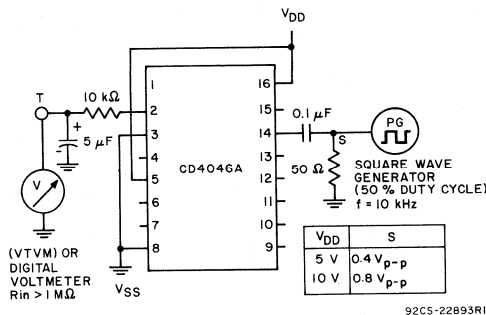 VDD
T
10 kΩ
+
-
5 µF
V
(VTVM) OR
DIGITAL
VOLTMETER
Rin > 1 MΩ
1
2
3
4
5
6
7
8
VSS
CD4046A
16
15
14
13
12
11
10
9
0.1 µF
S
50 Ω
PG
SQUARE WAVE
GENERATOR
(50 % DUTY CYCLE)
f = 10 kHz
VDD S
5 V 0.4 Vp-p
10 V 0.8 Vp-p
92CS-22893RI